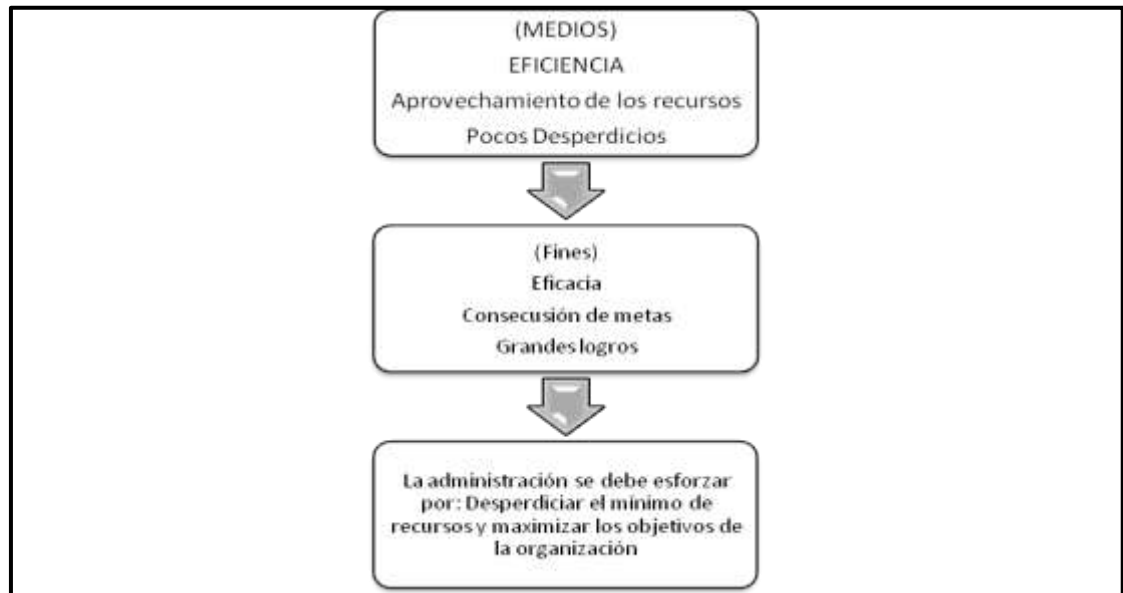 (MEDIOS)
EFICIENCIA
Aprovechamiento de los recursos
Pocos Desperdicios
(Fines)
Eficacia
Consecusión de metas
Grandes logros
La administración se debe esforzar
por: Desperdiciar el mínimo de
recursos y maximizar los objetivos de
la organización